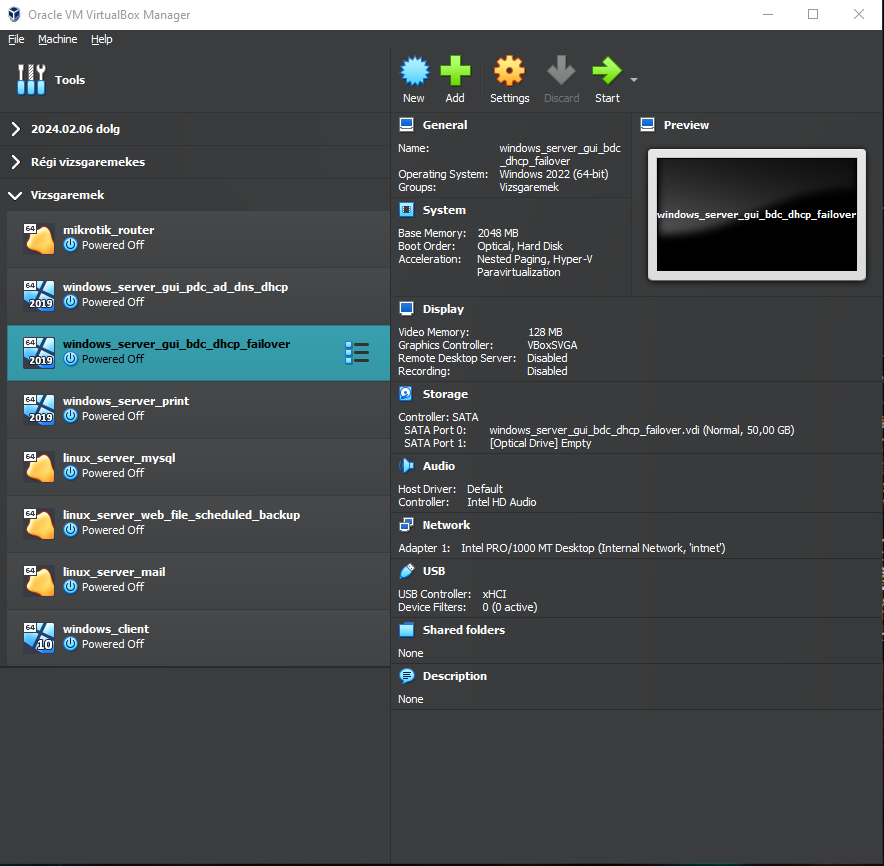 Oracle VM VirtualBox Manager
File Machine Help
Tools
New Add Settings Discard Start
2024.02.06 dolg
Régi vizsgaremekes
Vizsgaremek
64
mikrotik_router
Powered Off
64
2019
windows_server_gui_pdc_ad_dns_dhcp
Powered Off
64
2019
windows_server_gui_bdc_dhcp_failover
Powered Off
64
2019
windows_server_print
Powered Off
64
linux_server_mysql
Powered Off
64
linux_server_web_file_scheduled_backup
Powered Off
64
linux_server_mail
Powered Off
64
10
windows_client
Powered Off
General
Name: windows_server_gui_bdc
_dhcp_failover
Operating System: Windows 2022 (64-bit)
Groups: Vizsgaremek
Preview
windows_server_gui_bdc_dhcp_failover
System
Base Memory: 2048 MB
Boot Order: Optical, Hard Disk
Acceleration: Nested Paging, Hyper-V
Paravirtualization
Display
Video Memory: 128 MB
Graphics Controller: VBoxSVGA
Remote Desktop Server: Disabled
Recording: Disabled
Storage
Controller: SATA
SATA Port 0: windows_server_gui_bdc_dhcp_failover.vdi (Normal, 50,00 GB)
SATA Port 1: [Optical Drive] Empty
Audio
Host Driver: Default
Controller: Intel HD Audio
Network
Adapter 1: Intel PRO/1000 MT Desktop (Internal Network, 'intnet')
USB
USB Controller: xHCI
Device Filters: 0 (0 active)
Shared folders
None
Description
None